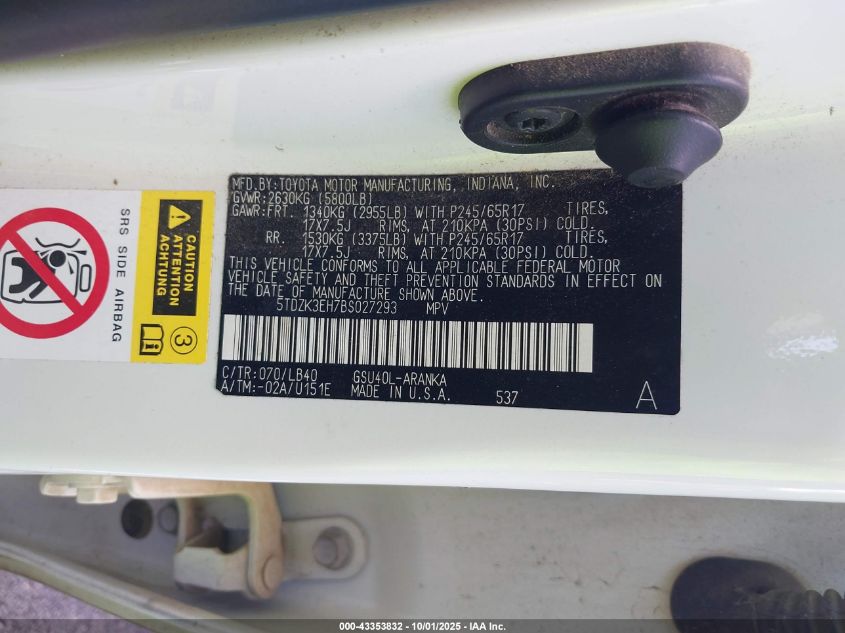 MFD.BY:TOYOTA MOTOR MANUFACTURING, INDIANA, INC.
GVWR:2630KG (5800LB)
GAWR:FRT. 1340KG (2955LB) WITH P245/65R17 TIRES,
17X7.5J RIMS, AT 210KPA (30PSI) COLD.
RR. 1530KG (3375LB) WITH P245/65R17 TIRES,
17X7.5J RIMS, AT 210KPA (30PSI) COLD.
THIS VEHICLE CONFORMS TO ALL APPLICABLE FEDERAL MOTOR
VEHICLE SAFETY AND THEFT PREVENTION STANDARDS IN EFFECT ON
THE DATE OF MANUFACTURE SHOWN ABOVE.
5TDZK3EH7BS027293 MPV
C/TR:070/LB40 GSU40L-ARANKA
A/TM:-02A/U151E MADE IN U.S.A. 537 A
SRS SIDE AIRBAG
CAUTION
ATTENTION
ACHTUNG
3
000-43353832 - 10/01/2025 - IAA Inc.